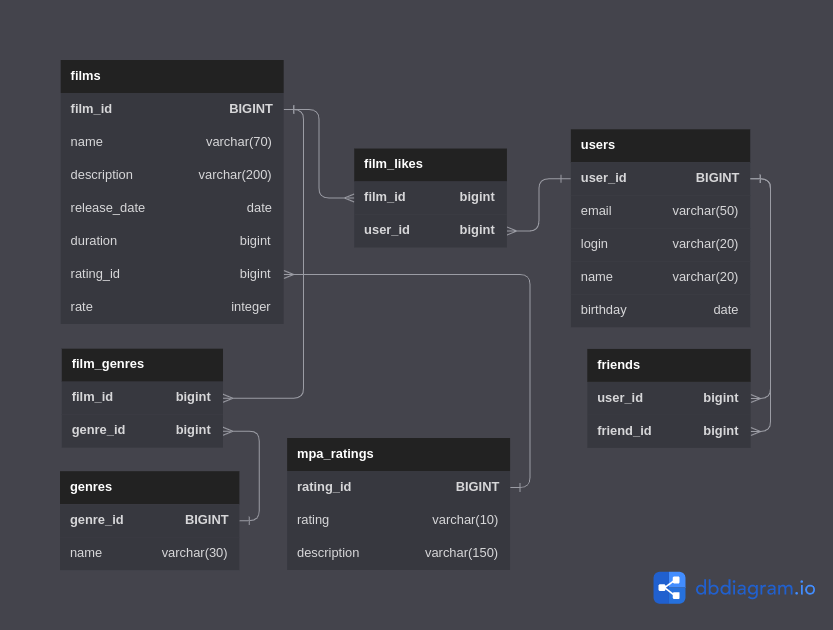 films
film_id BIGINT
name varchar(70)
description varchar(200)
release_date date
duration bigint
rating_id bigint
rate integer
film_likes
film_id bigint
user_id bigint
users
user_id BIGINT
email varchar(50)
login varchar(20)
name varchar(20)
birthday date
film_genres
film_id bigint
genre_id bigint
friends
user_id bigint
friend_id bigint
genres
genre_id BIGINT
name varchar(30)
mpa_ratings
rating_id BIGINT
rating varchar(10)
description varchar(150)
dbdiagram.io